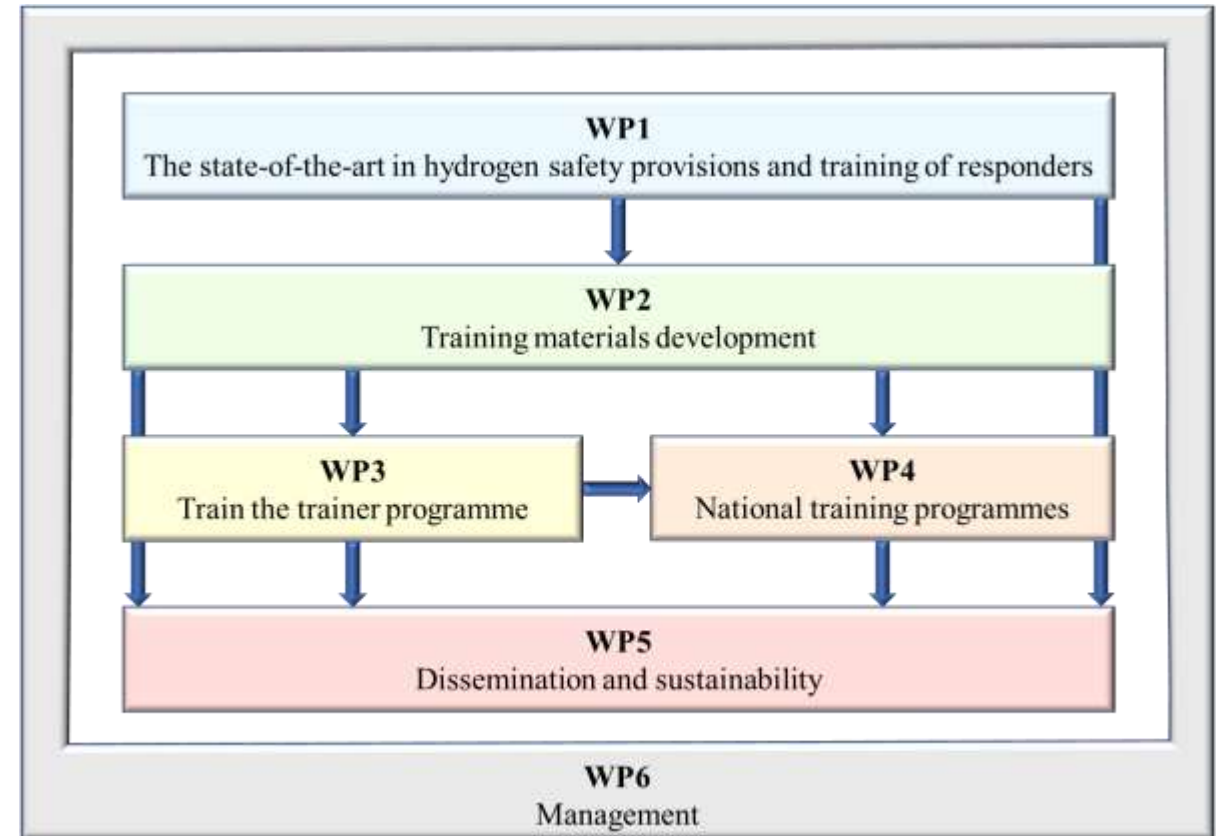 WP1
The state-of-the-art in hydrogen safety provisions and training of responders
WP2
Training materials development
WP3
Train the trainer programme
WP4
National training programmes
WP5
Dissemination and sustainability
WP6
Management